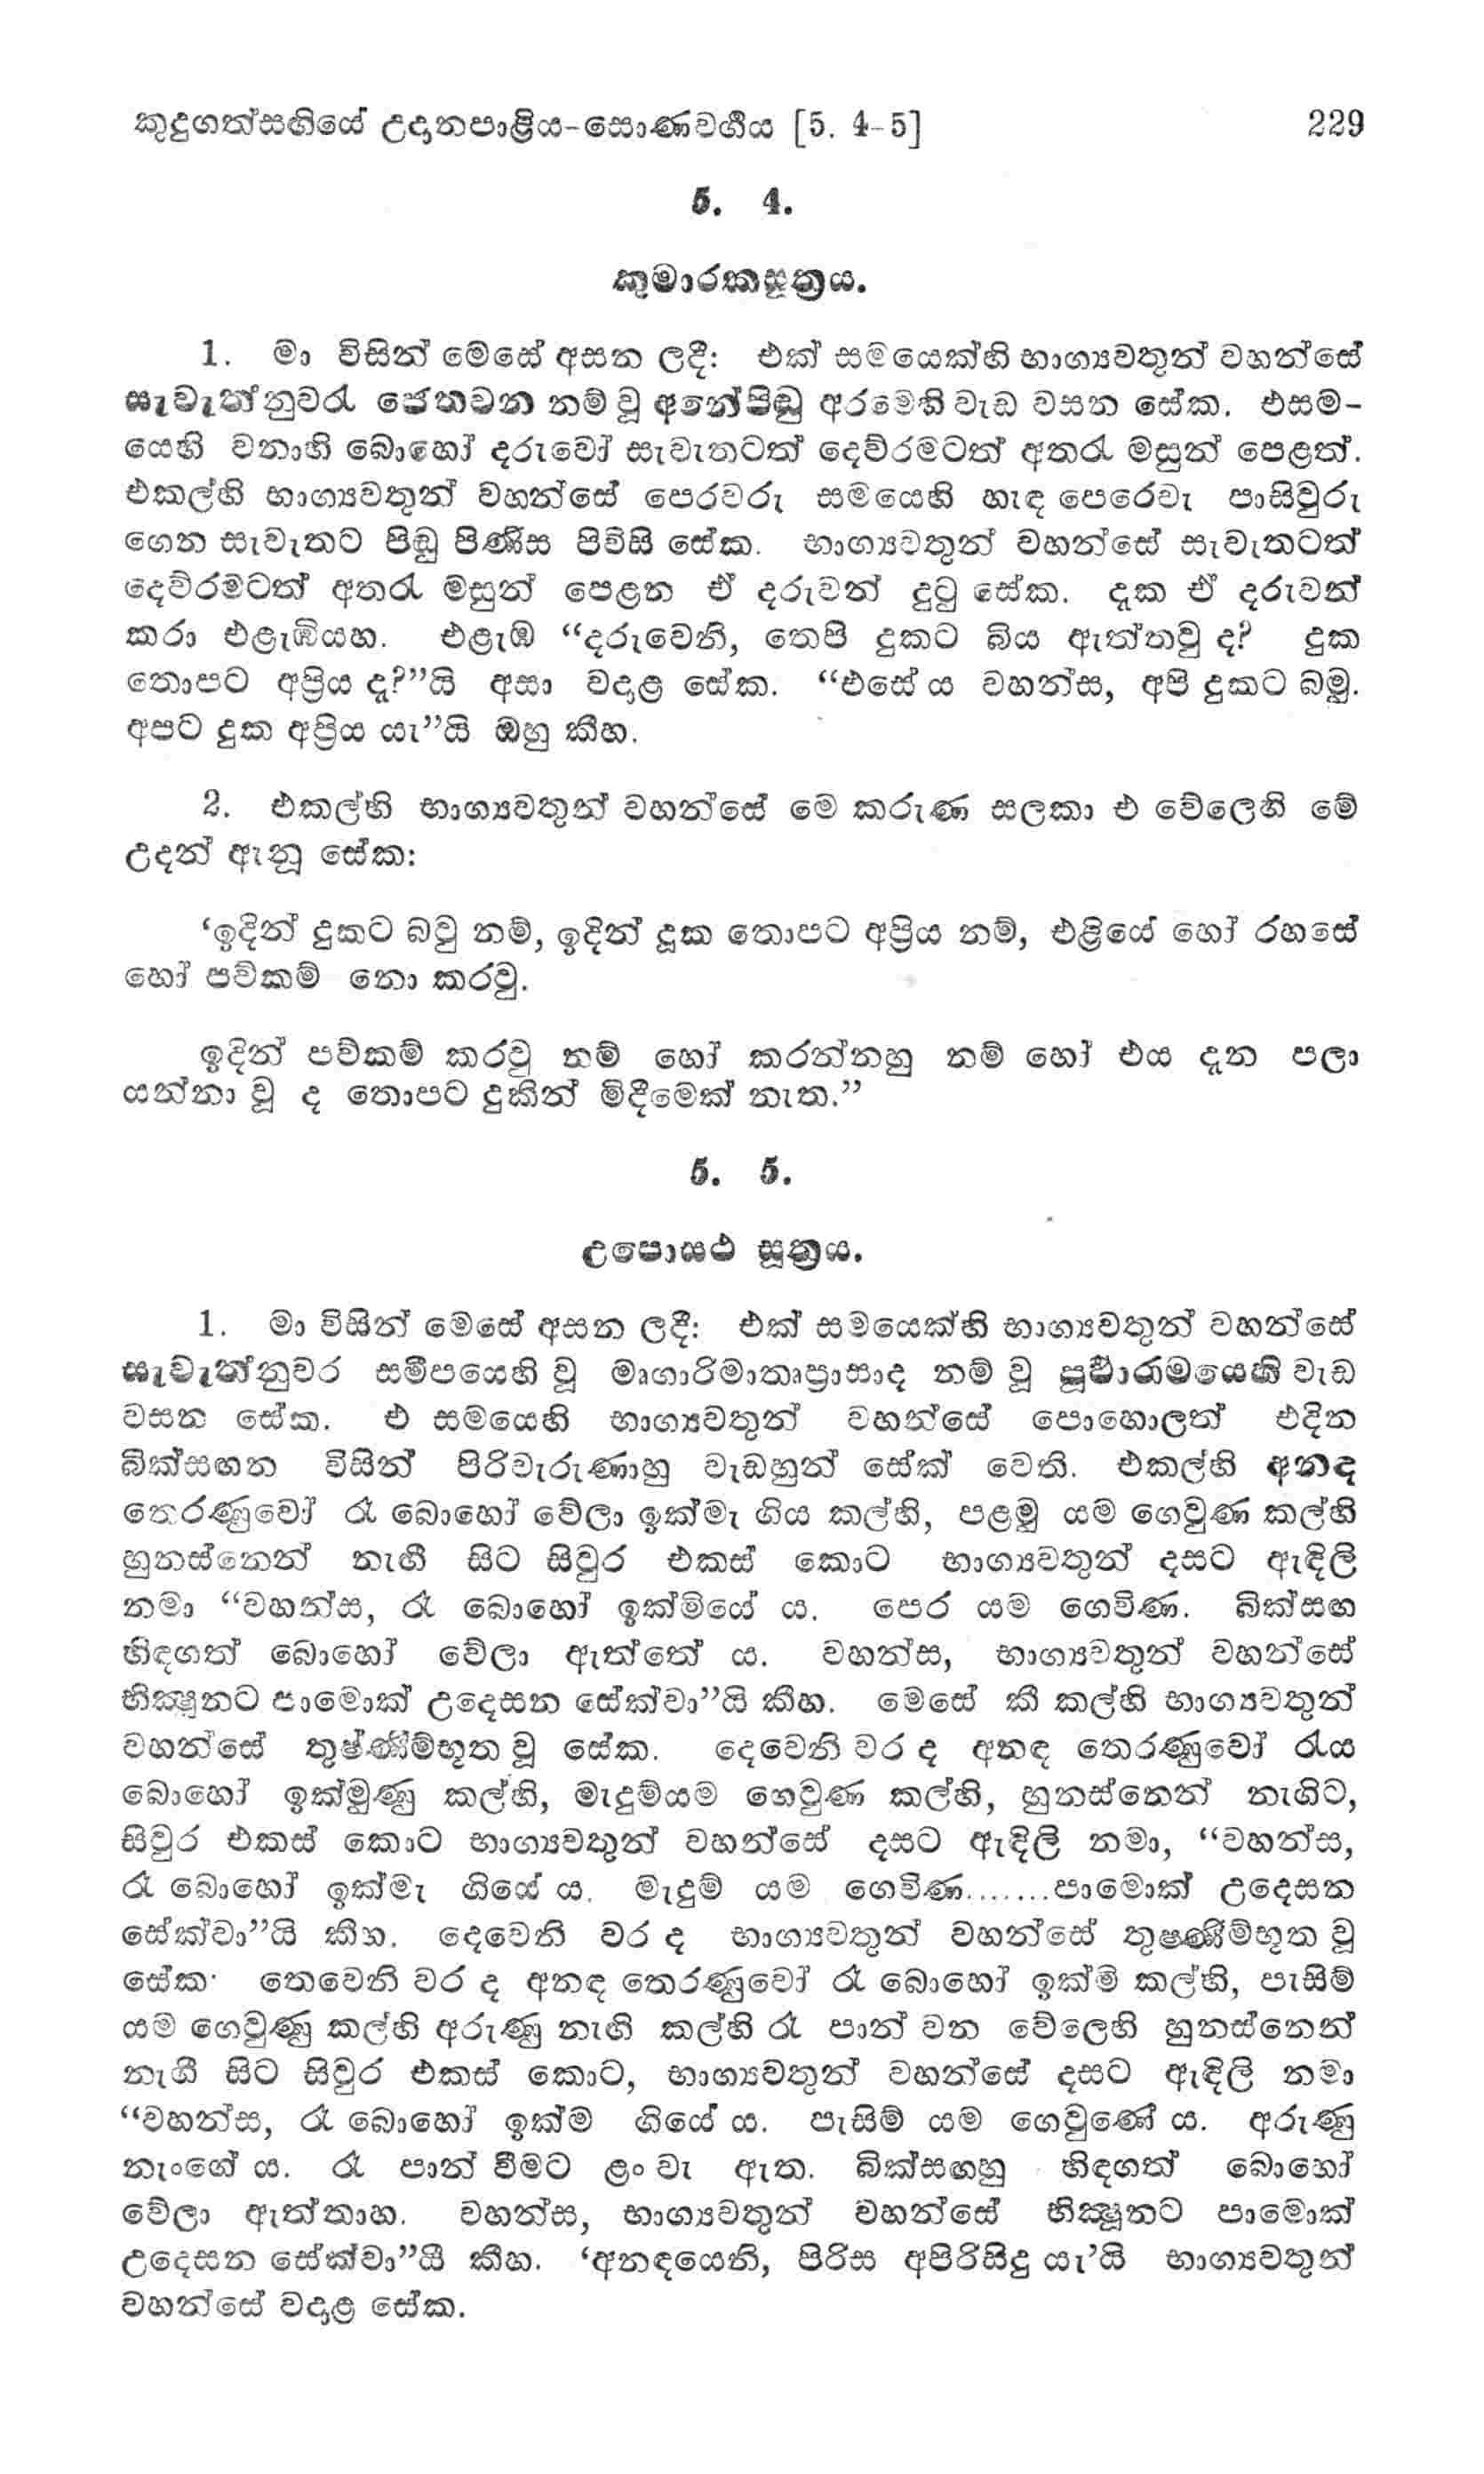 කුදුගත්සඟියේ උදානපාළිය-සොණවර්‍ගය [5. 4-5] 229
5. 4.
කුමාරකසූත්‍රය.
1. මා විසින් මෙසේ අසන ලදී: එක් සමයෙක්හි භාග්‍යවතුන් වහන්සේ
සැවැත්නුවරැ ජෙතවන නම් වූ අනේපිඬු අරමෙහි වැඩ වසන සේක. එසම-
යෙහි වනාහි බොහෝ දරුවෝ සැවැතටත් දෙව්රමටත් අතරැ මසුන් පෙළත්.
එකල්හි භාග්‍යවතුන් වහන්සේ පෙරවරු සමයෙහි හැඳ පෙරෙවැ පාසිවුරු
ගෙන සැවැතට පිඬු පිණිස පිවිසි සේක. භාග්‍යවතුන් වහන්සේ සැවැතටත්
දෙව්රමටත් අතරැ මසුන් පෙළන ඒ දරුවන් දුටු සේක. දැක ඒ දරුවන්
කරා එළැඹියහ. එළැඹ “දරුවෙනි, තෙපි දුකට බිය ඇත්තවු ද? දුක
තොපට අප්‍රිය දැ?”යි අසා වදාළ සේක. “එසේ ය වහන්ස, අපි දුකට බමු.
අපට දුක අප්‍රිය යැ”යි ඔහු කීහ.
2. එකල්හි භාග්‍යවතුන් වහන්සේ මෙ කරුණ සලකා එ වේලෙහි මේ
උදන් ඇනූ සේක:
‘ඉදින් දුකට බවු නම්, ඉදින් දුක තොපට අප්‍රිය නම්, එළියේ හෝ රහසේ
හෝ පව්කම් නො කරවු.
ඉදින් පව්කම් කරවු නම් හෝ කරන්නහු නම් හෝ එය දැන පලා
යන්නා වූ ද තොපට දුකින් මිදීමෙක් නැත.”
5. 5.
උපොසථ සූත්‍රය.
1. මා විසින් මෙසේ අසන ලදී: එක් සමයෙක්හි භාග්‍යවතුන් වහන්සේ
සැවැත්නුවර සමීපයෙහි වූ මෘගාරිමාතෘප්‍රාසාද නම් වූ පූර්‍වාරාමයෙහි වැඩ
වසන සේක. එ සමයෙහි භාග්‍යවතුන් වහන්සේ පොහොලත් එදින
බික්සඟන විසින් පිරිවැරුණාහු වැඩහුන් සේක් වෙති. එකල්හි අනඳ
තෙරණුවෝ රෑ බොහෝ වේලා ඉක්මැ ගිය කල්හි, පළමු යම ගෙවුණ කල්හි
හුනස්නෙන් නැඟී සිට සිවුර එකස් කොට භාග්‍යවතුන් දසට ඇඳිලි
නමා “වහන්ස, රෑ බොහෝ ඉක්මියේ ය. පෙර යම ගෙවිණ. බික්සඟ
හිඳගත් බොහෝ වේලා ඇත්තේ ය. වහන්ස, භාග්‍යවතුන් වහන්සේ
භික්‍ෂූනට පාමොක් උදෙසන සේක්වා”යි කීහ. මෙසේ කී කල්හි භාග්‍යවතුන්
වහන්සේ තුෂ්ණීම්භූත වූ සේක. දෙවෙනි වර ද අනඳ තෙරණුවෝ රැය
බොහෝ ඉක්මුණු කල්හි, මැදුම්යම ගෙවුණ කල්හි, හුනස්නෙන් නැගිට,
සිවුර එකස් කොට භාග්‍යවතුන් වහන්සේ දසට ඇඳිලි නමා, “වහන්ස,
රෑ බොහෝ ඉක්මැ ගියේ ය. මැදුම් යම ගෙවිණ.......පාමොක් උදෙසන
සේක්වා”යි කීහ. දෙවෙනි වර ද භාග්‍යවතුන් වහන්සේ තුෂ්ණීම්භූත වූ
සේක. තෙවෙනි වර ද අනඳ තෙරණුවෝ රෑ බොහෝ ඉක්ම කල්හි, පැසිම්
යම ගෙවුණු කල්හි අරුණු නැඟි කල්හි රෑ පාන් වන වේලෙහි හුනස්නෙන්
නැගී සිට සිවුර එකස් කොට, භාග්‍යවතුන් වහන්සේ දසට ඇඳිලි නමා
“වහන්ස, රෑ බොහෝ ඉක්ම ගියේ ය. පැසිම් යම ගෙවුණේ ය. අරුණු
නැංගේ ය. රෑ පාන් වීමට ළං වැ ඇත. බික්සඟහු හිඳගත් බොහෝ
වේලා ඇත්තාහ. වහන්ස, භාග්‍යවතුන් වහන්සේ භික්‍ෂූනට පාමොක්
උදෙසන සේක්වා”යී කීහ. ‘අනඳයෙනි, පිරිස අපිරිසිදු යැ’යි භාග්‍යවතුන්
වහන්සේ වදාළ සේක.